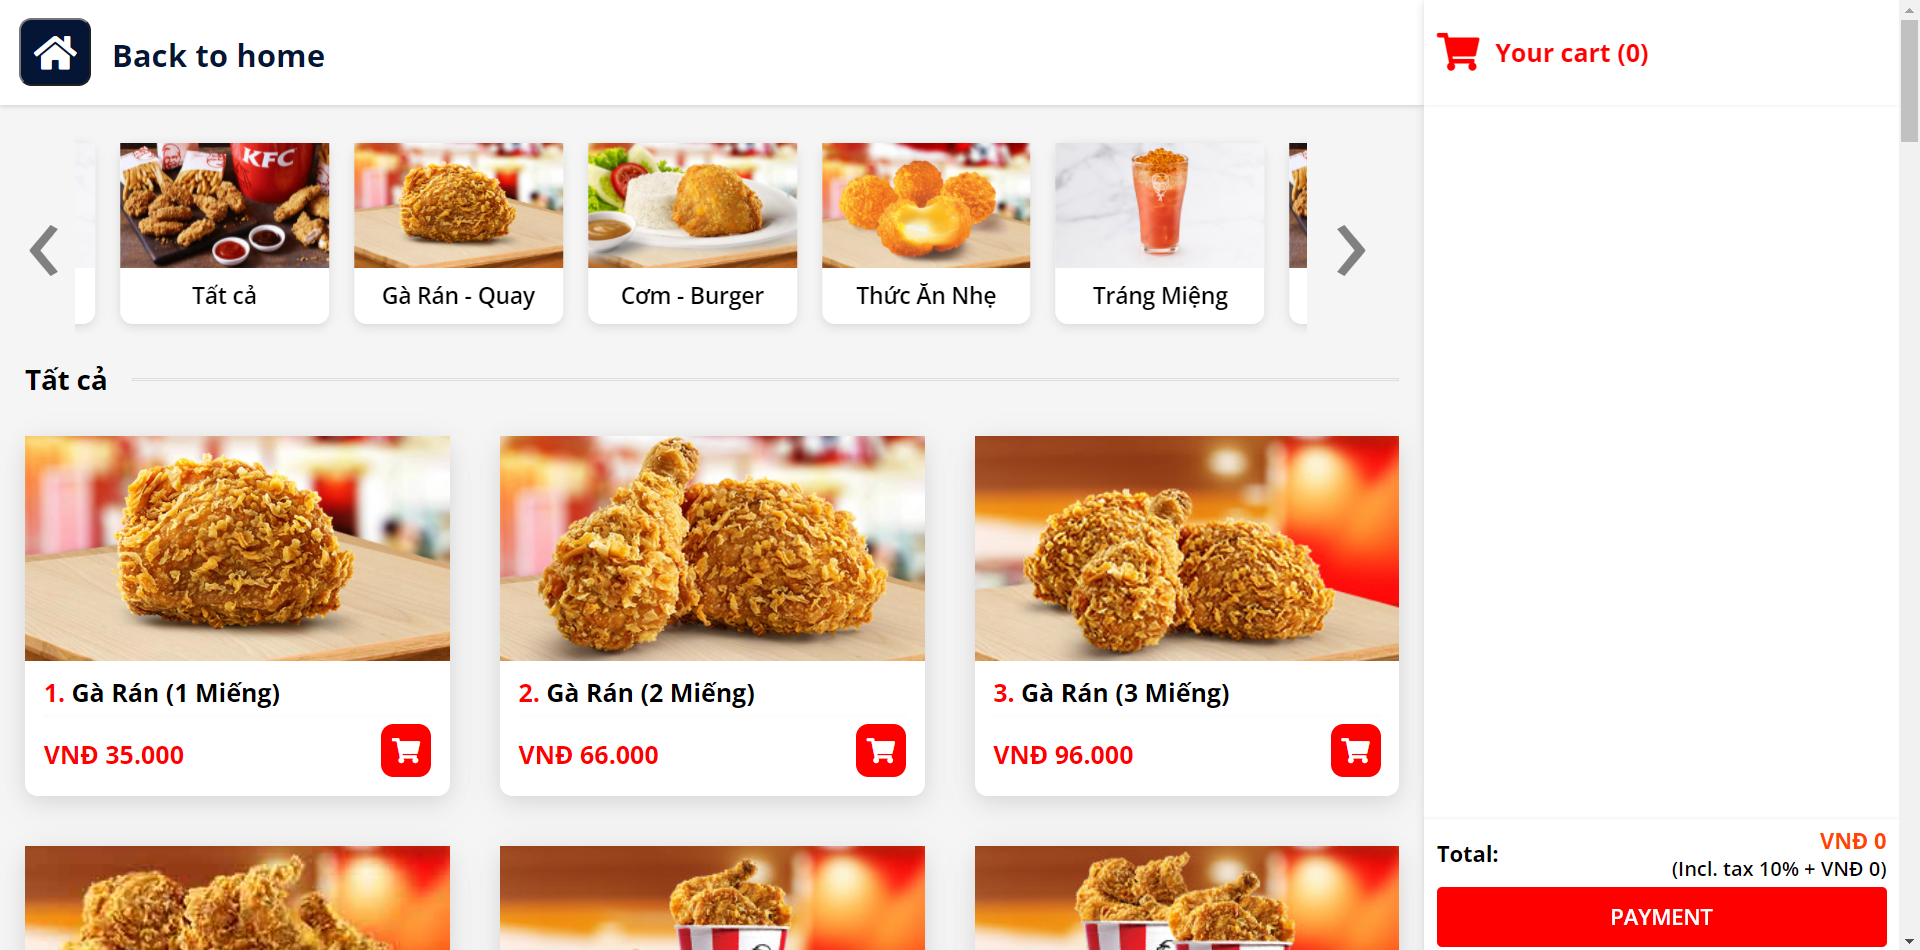 Back to home
Your cart (0)
KFC
Tất cả
Gà Rán - Quay
Cơm - Burger
Thức Ăn Nhẹ
Tráng Miệng
Tất cả
1. Gà Rán (1 Miếng)
VNĐ 35.000
2. Gà Rán (2 Miếng)
VNĐ 66.000
3. Gà Rán (3 Miếng)
VNĐ 96.000
Total:
VNĐ 0
(Incl. tax 10% + VNĐ 0)
PAYMENT